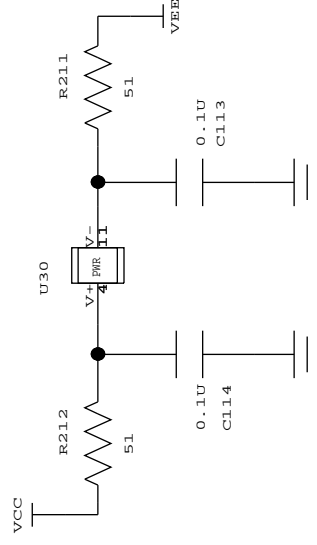 VEE
R211
51
0.1U
C113
V-
11
U30
PWR
V+
4
0.1U
C114
R212
51
VCC